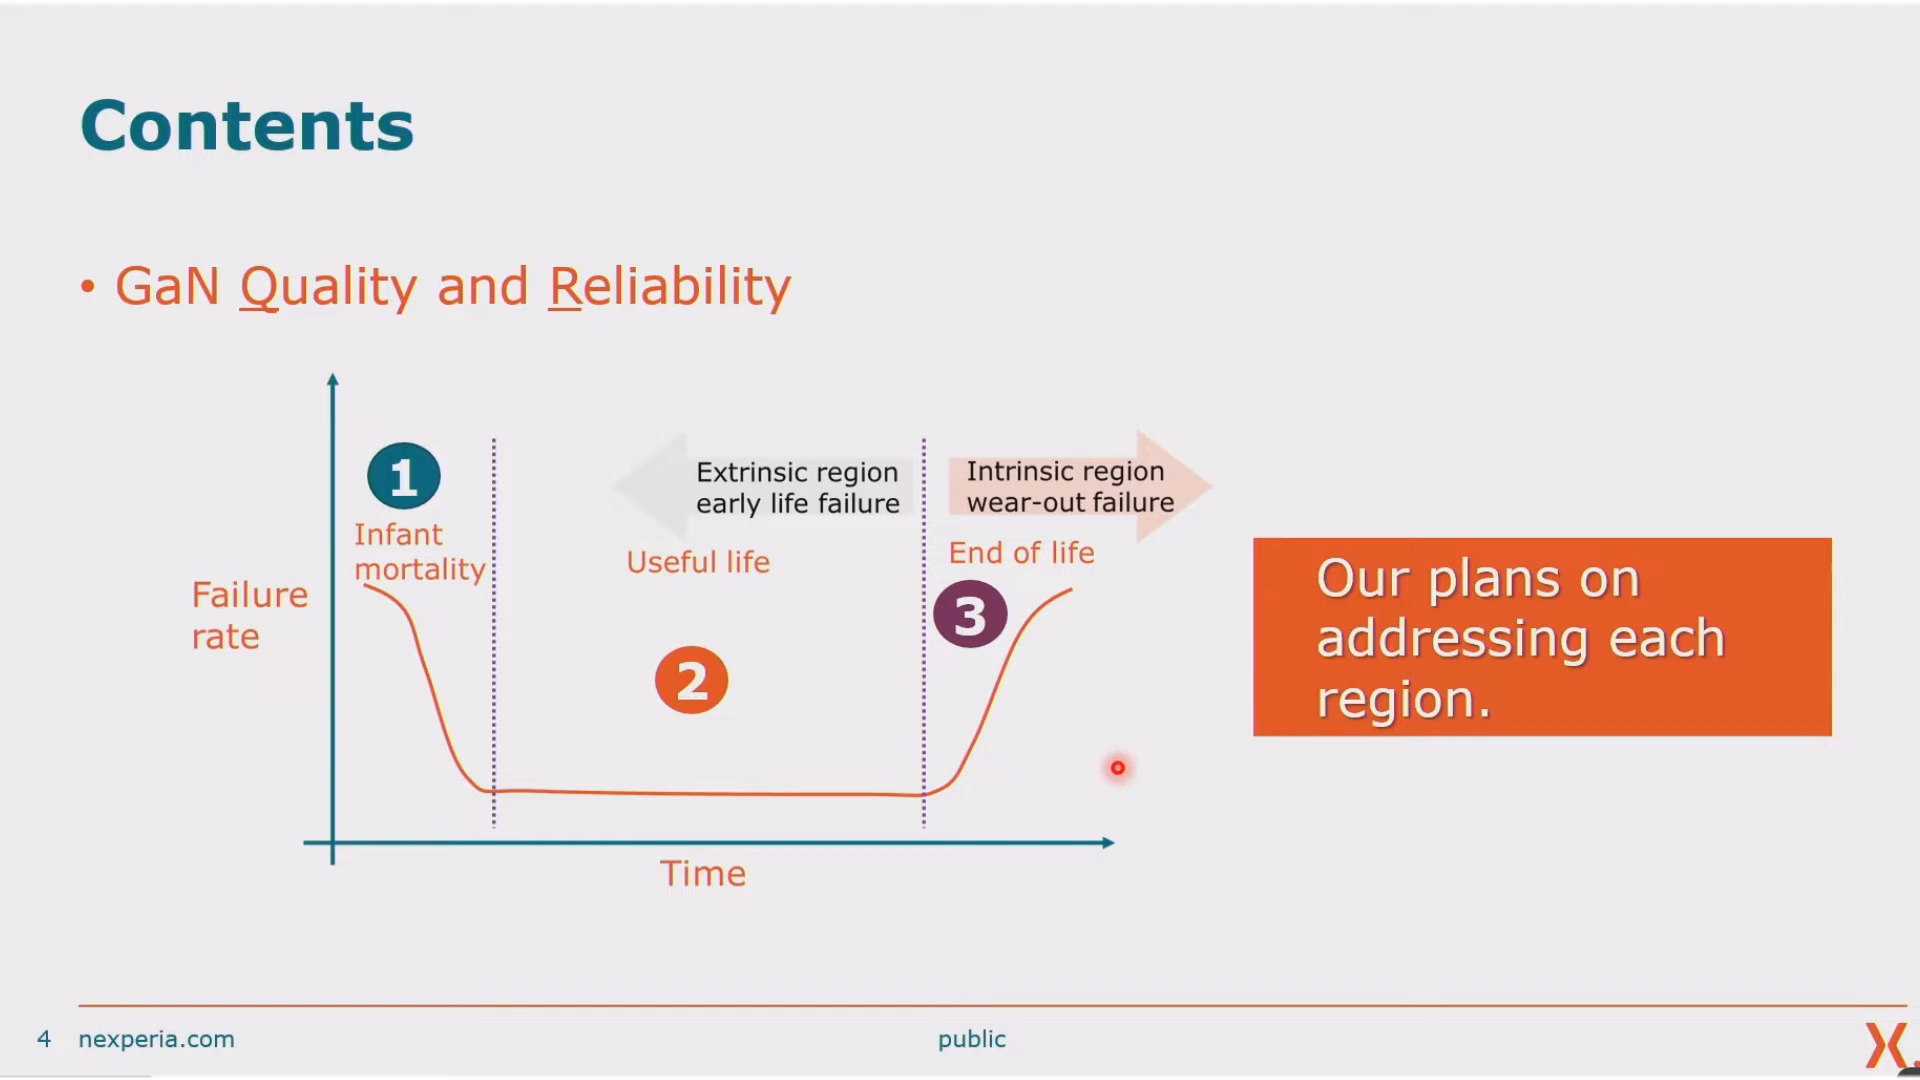 Contents
• GaN Quality and Reliability
1
Infant
mortality
Extrinsic region
early life failure
Intrinsic region
wear-out failure
Useful life
End of life
Failure
rate
2
3
Time
Our plans on
addressing each
region.
4 nexperia.com public